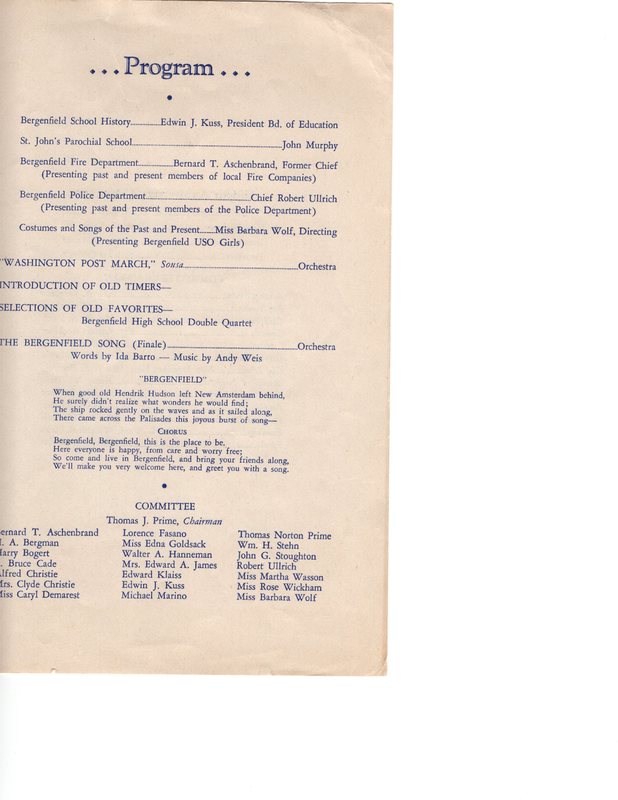 ...Program...
Bergenfield School History Edwin J. Kuss, President Bd. of Education
St. John's Parochial School John Murphy
Bergenfield Fire Department Bernard T. Aschenbrand, Former Chief
(Presenting past and present members of local Fire Companies)
Bergenfield Police Department Chief Robert Ullrich
(Presenting past and present members of the Police Department)
Costumes and Songs of the Past and Present Miss Barbara Wolf, Directing
(Presenting Bergenfield USO Girls)
"WASHINGTON POST MARCH," Sousa Orchestra
INTRODUCTION OF OLD TIMERS—
SELECTIONS OF OLD FAVORITES—
Bergenfield High School Double Quartet
THE BERGENFIELD SONG (Finale) Orchestra
Words by Ida Barro — Music by Andy Weis
"BERGENFIELD"
When good old Hendrik Hudson left New Amsterdam behind,
He surely didn't realize what wonders he would find;
The ship rocked gently on the waves and as it sailed along,
There came across the Palisades this joyous burst of song—
CHORUS
Bergenfield, Bergenfield, this is the place to be.
Here everyone is happy, from care and worry free;
So come and live in Bergenfield, and bring your friends along,
We'll make you very welcome here, and greet you with a song.
COMMITTEE
Thomas J. Prime, Chairman
ernard T. Aschenbrand Lorence Fasano Thomas Norton Prime
A. Bergman Miss Edna Goldsack Wm. H. Stehn
Harry Bogert Walter A. Hanneman John G. Stoughton
Bruce Cade Mrs. Edward A. James Robert Ullrich
lfred Christie Edward Klaiss Miss Martha Wasson
Mrs. Clyde Christie Edwin J. Kuss Miss Rose Wickham
Miss Caryl Demarest Michael Marino Miss Barbara Wolf